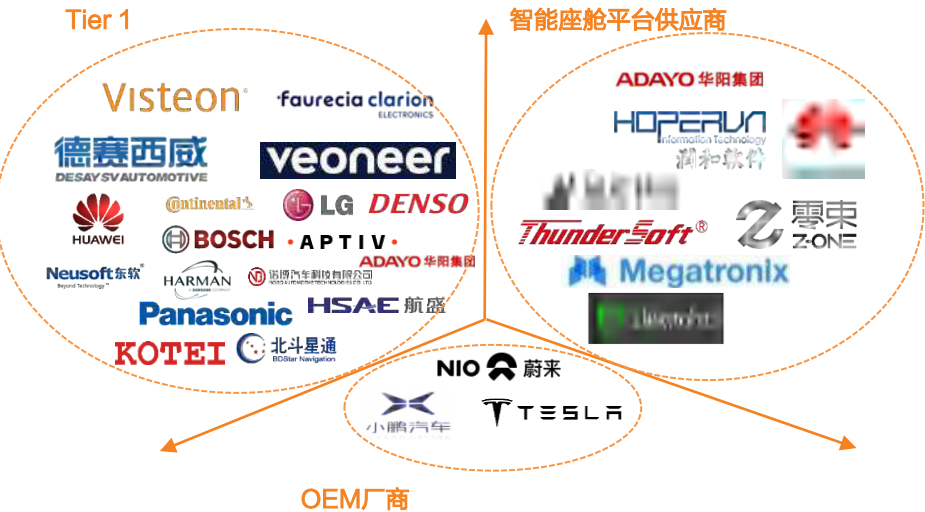 Tier 1
智能座舱平台供应商
Visteon
faurecia clarion
ELECTRONICS
德赛西威
DESAY SV AUTOMOTIVE
veoneer
HUAWEI
Continental
LG
DENSO
BOSCH
APTIV
ADAYO 华阳集团
Neusoft 东软
Beyond Technology™
HARMAN
诺博汽车科技有限公司
Panasonic
HSAE 航盛
KOTEI
北斗星通
BDStar Navigation
ADAYO 华阳集团
HOPERUN
Information Technology
润和软件
ThunderSoft®
零束
Z-ONE
Megatronix
NIO 蔚来
小鹏汽车
TESLA
OEM厂商